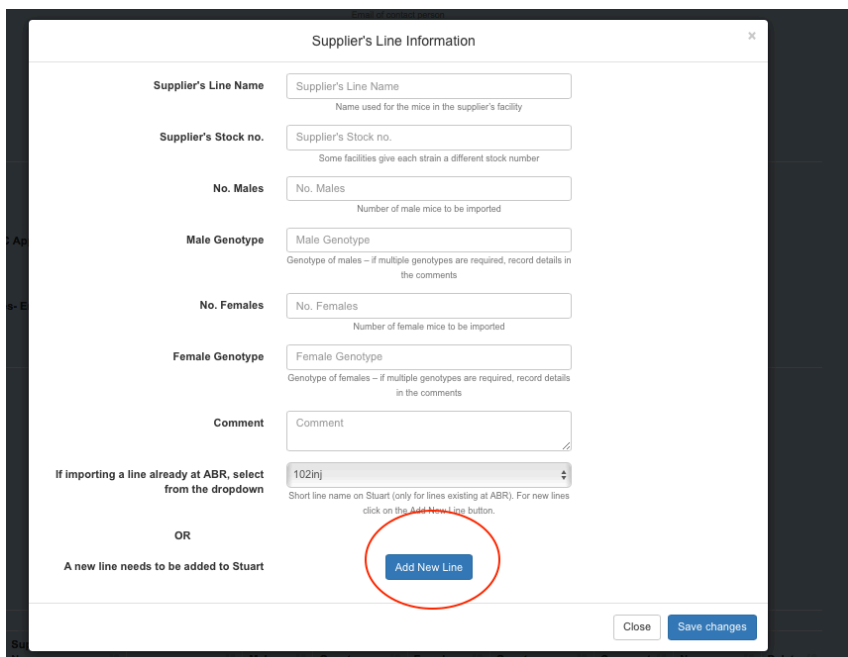 Email of contact person
Supplier's Line Information
×
Supplier's Line Name
Supplier's Line Name
Name used for the mice in the supplier's facility
Supplier's Stock no.
Supplier's Stock no.
Some facilities give each strain a different stock number
No. Males
No. Males
Number of male mice to be imported
Male Genotype
Male Genotype
Genotype of males – if multiple genotypes are required, record details in
the comments
No. Females
No. Females
Number of female mice to be imported
Female Genotype
Female Genotype
Genotype of females – if multiple genotypes are required, record details
in the comments
Comment
Comment
If importing a line already at ABR, select
from the dropdown
102inj
Short line name on Stuart (only for lines existing at ABR). For new lines
click on the Add New Line button.
OR
A new line needs to be added to Stuart
Add New Line
Close
Save changes